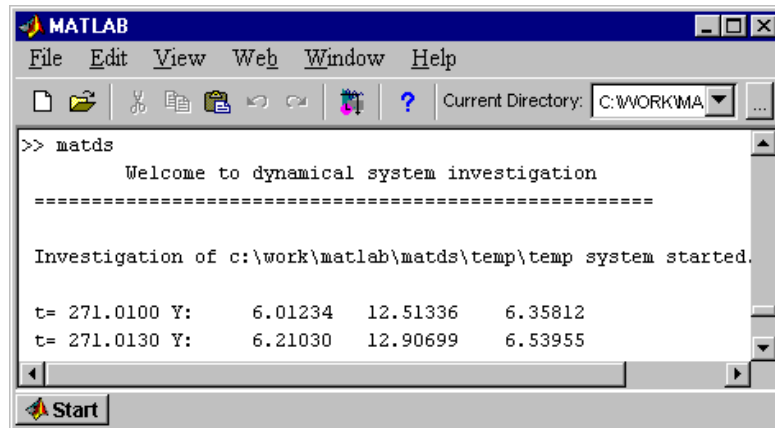 MATLAB
File Edit View Web Window Help
? Current Directory: C:\WORK\MA ...
>> matds
Welcome to dynamical system investigation
======================================================
Investigation of c:\work\matlab\matds\temp\temp system started.
t= 271.0100 Y: 6.01234 12.51336 6.35812
t= 271.0130 Y: 6.21030 12.90699 6.53955
Start